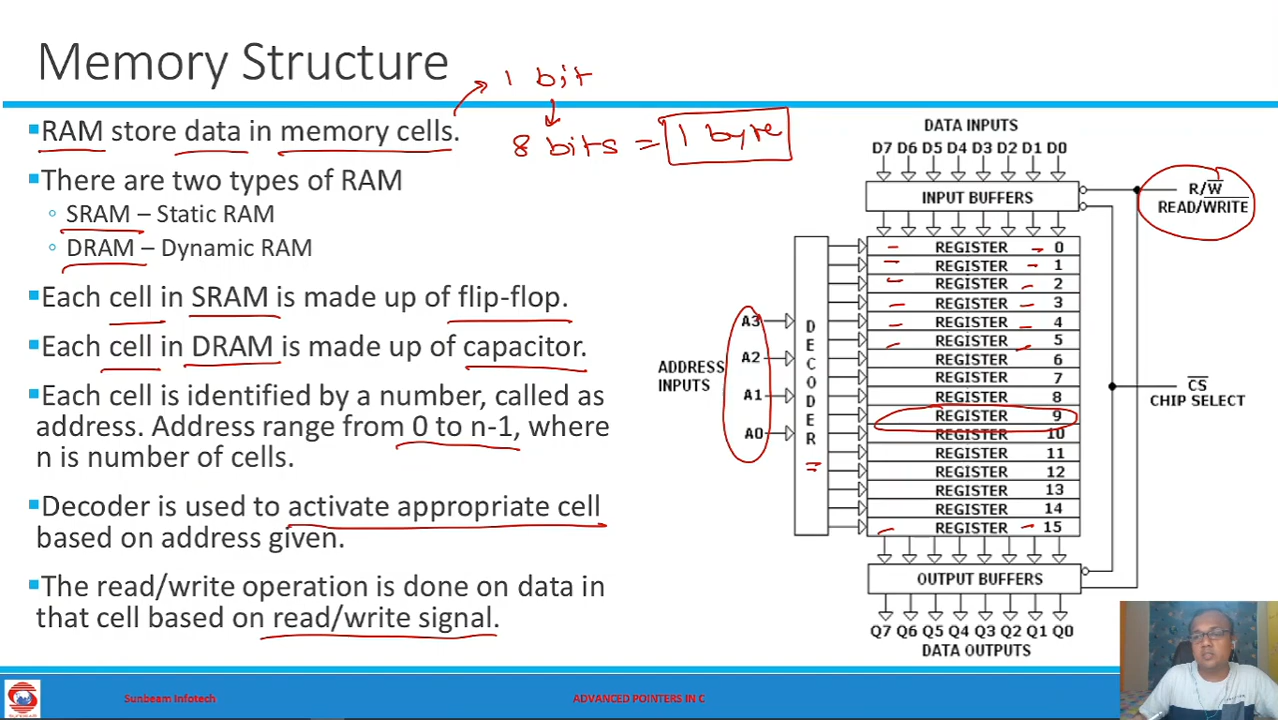 Memory Structure
1 bit
8 bits = 1 byte
▪RAM store data in memory cells.
▪There are two types of RAM
◦ SRAM – Static RAM
◦ DRAM – Dynamic RAM
▪Each cell in SRAM is made up of flip-flop.
▪Each cell in DRAM is made up of capacitor.
▪Each cell is identified by a number, called as
address. Address range from 0 to n-1, where
n is number of cells.
▪Decoder is used to activate appropriate cell
based on address given.
▪The read/write operation is done on data in
that cell based on read/write signal.
DATA INPUTS
D7 D6 D5 D4 D3 D2 D1 D0
INPUT BUFFERS
R/W̅
READ/W̅R̅I̅T̅E̅
REGISTER 0
REGISTER 1
REGISTER 2
REGISTER 3
REGISTER 4
REGISTER 5
REGISTER 6
REGISTER 7
REGISTER 8
REGISTER 9
REGISTER 10
REGISTER 11
REGISTER 12
REGISTER 13
REGISTER 14
REGISTER 15
DECODER
A3
A2
A1
A0
ADDRESS
INPUTS
C̅S̅
CHIP SELECT
OUTPUT BUFFERS
Q7 Q6 Q5 Q4 Q3 Q2 Q1 Q0
DATA OUTPUTS
Sunbeam Infotech
ADVANCED POINTERS IN C